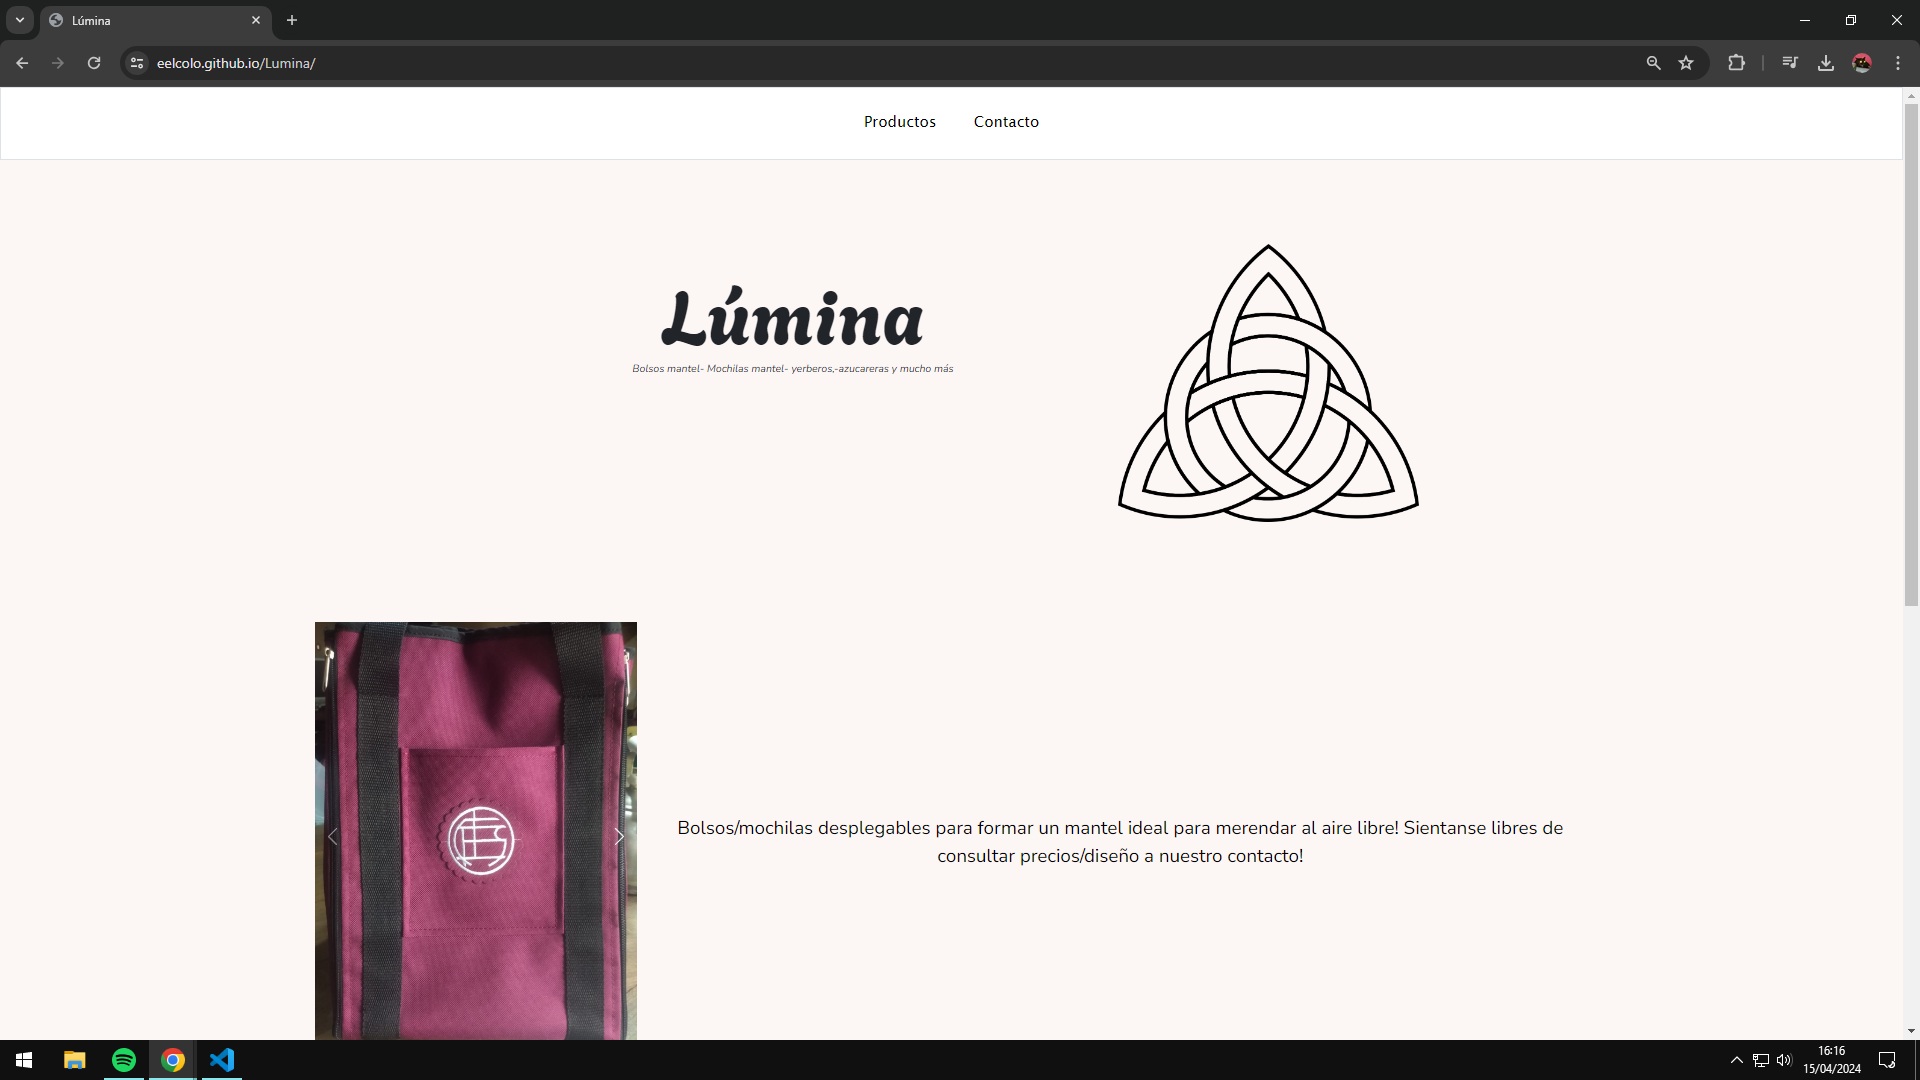 Lúmina
eelcolo.github.io/Lumina/
Productos
Contacto
Lúmina
Bolsos mantel- Mochilas mantel- yerberos,-azucareras y mucho más
Bolsos/mochilas desplegables para formar un mantel ideal para merendar al aire libre! Sientanse libres de
consultar precios/diseño a nuestro contacto!
16:16
15/04/2024